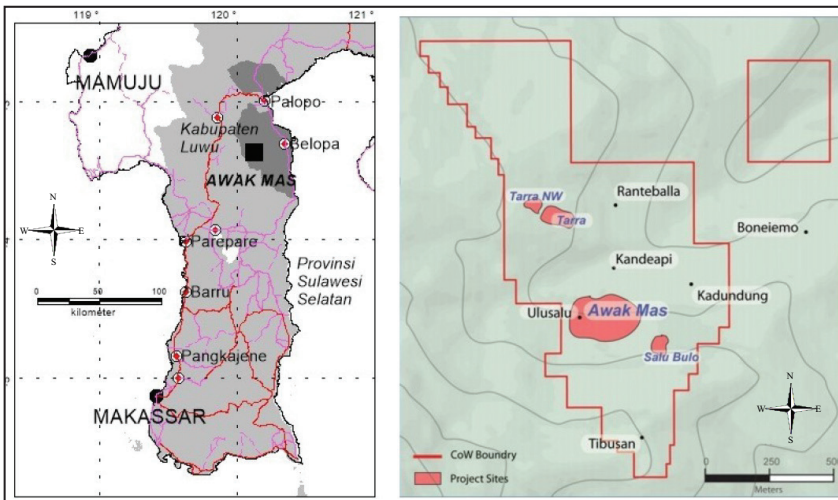 119°
120°
121°
MAMUJU
Palopo
Kabupaten
Luwu
Belopa
AWAK MAS
N
W
E
S
Parepare
Provinsi
Sulawesi
Selatan
0
50
100
kilometer
Barru
Pangkajene
MAKASSAR
Tarra NW
Tarra
Ranteballa
Boneiemo
Kandeapi
Kadundung
Ulusalu
Awak Mas
Salu Bulo
Tibusan
N
W
E
S
CoW Boundry
Project Sites
0
250
500
Meters